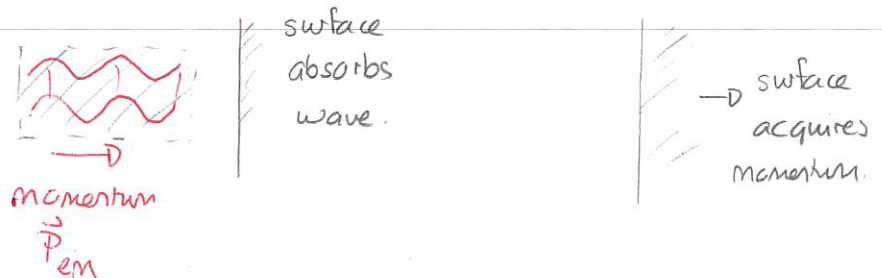 surface
absorbs
wave.
surface
acquires
momentum.
momentum
P em